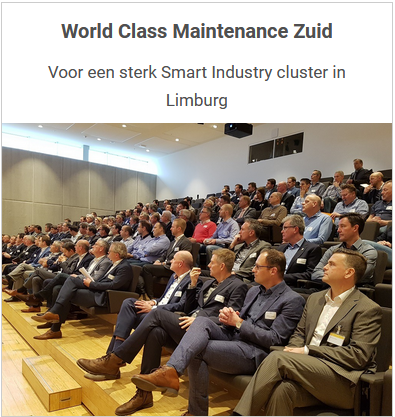 World Class Maintenance Zuid
Voor een sterk Smart Industry cluster in
Limburg